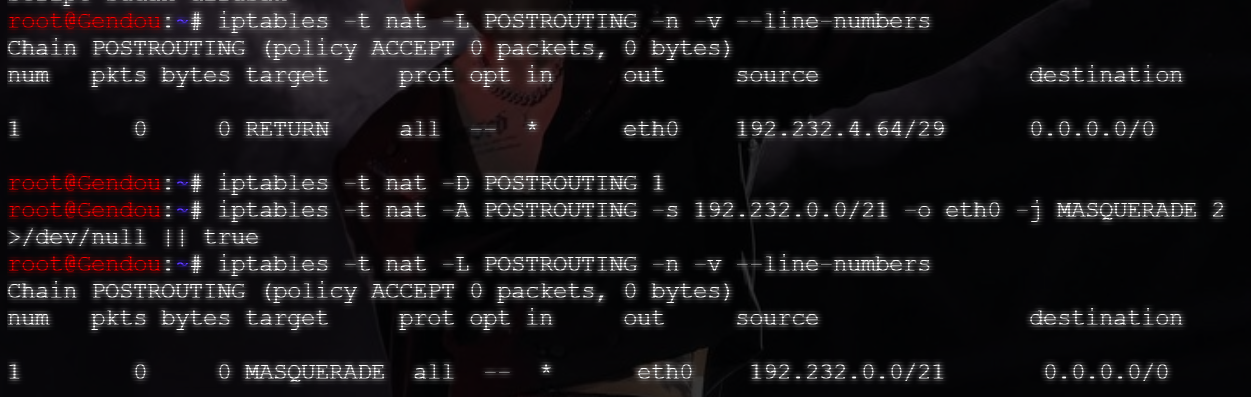 root@Gendou:~# iptables -t nat -L POSTROUTING -n -v --line-numbers
Chain POSTROUTING (policy ACCEPT 0 packets, 0 bytes)
num   pkts bytes target     prot opt in     out     source               destination
1        0     0 RETURN     all  --  *      eth0    192.232.4.64/29      0.0.0.0/0
root@Gendou:~# iptables -t nat -D POSTROUTING 1
root@Gendou:~# iptables -t nat -A POSTROUTING -s 192.232.0.0/21 -o eth0 -j MASQUERADE 2
>/dev/null || true
root@Gendou:~# iptables -t nat -L POSTROUTING -n -v --line-numbers
Chain POSTROUTING (policy ACCEPT 0 packets, 0 bytes)
num   pkts bytes target     prot opt in     out     source               destination
1        0     0 MASQUERADE  all  --  *      eth0    192.232.0.0/21       0.0.0.0/0